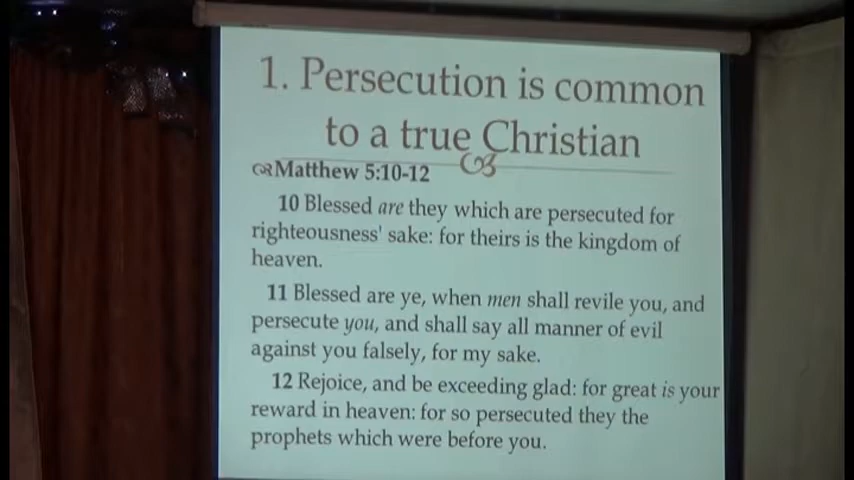 1. Persecution is common
to a true Christian
Matthew 5:10-12
10 Blessed are they which are persecuted for
righteousness' sake: for theirs is the kingdom of
heaven.
11 Blessed are ye, when men shall revile you, and
persecute you, and shall say all manner of evil
against you falsely, for my sake.
12 Rejoice, and be exceeding glad: for great is your
reward in heaven: for so persecuted they the
prophets which were before you.